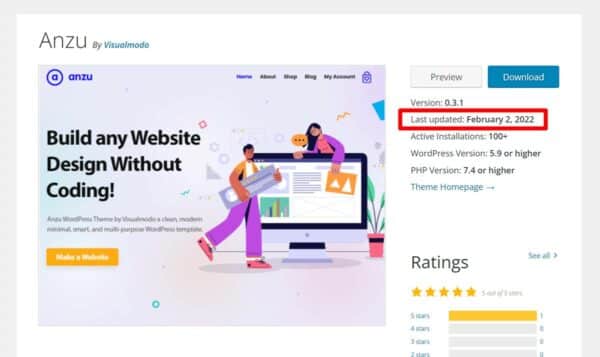 Anzu By Visualmodo
anzu
Home About Shop Blog My Account
Build any Website
Design Without
Coding!
Anzu WordPress Theme by Visualmodo a clean, modern
minimal, smart, and multi-purpose WordPress template.
Make a Website
Preview Download
Version: 0.3.1
Last updated: February 2, 2022
Active Installations: 100+
WordPress Version: 5.9 or higher
PHP Version: 7.4 or higher
Theme Homepage →
Ratings See all >
5 out of 5 stars.
5 stars 1
4 stars 0
3 stars 0
2 stars 0